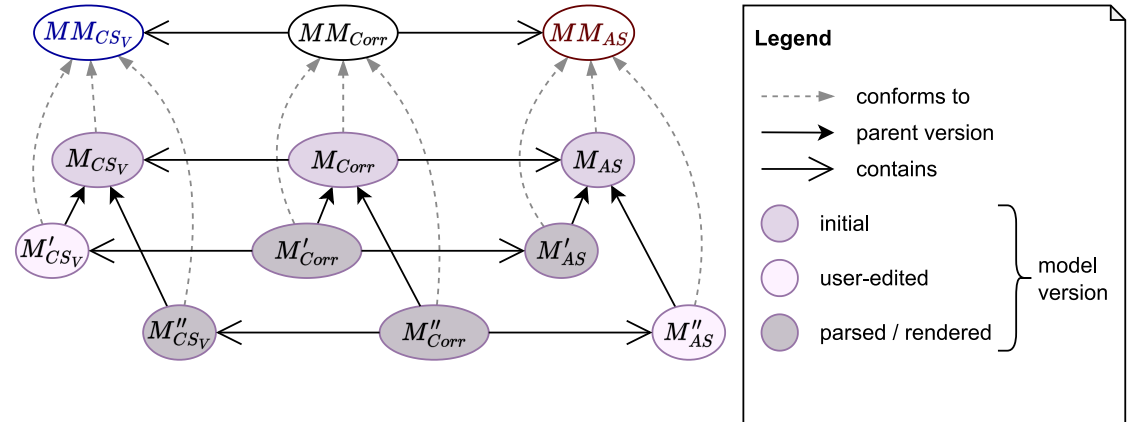 $MM_{CS_V}$ $MM_{Corr}$ $MM_{AS}$
$M_{CS_V}$ $M_{Corr}$ $M_{AS}$
$M'_{CS_V}$ $M'_{Corr}$ $M'_{AS}$
$M''_{CS_V}$ $M''_{Corr}$ $M''_{AS}$
Legend
conforms to
parent version
contains
initial
user-edited
parsed / rendered
model
version